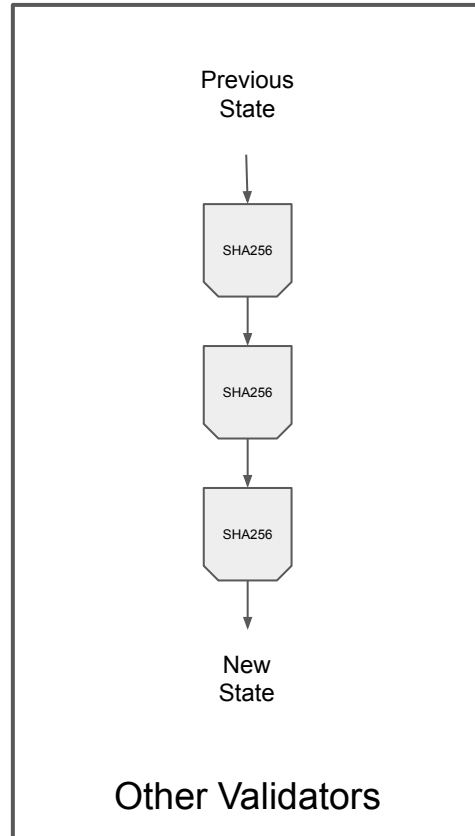 Previous
State
SHA256
SHA256
SHA256
New
State
Other Validators